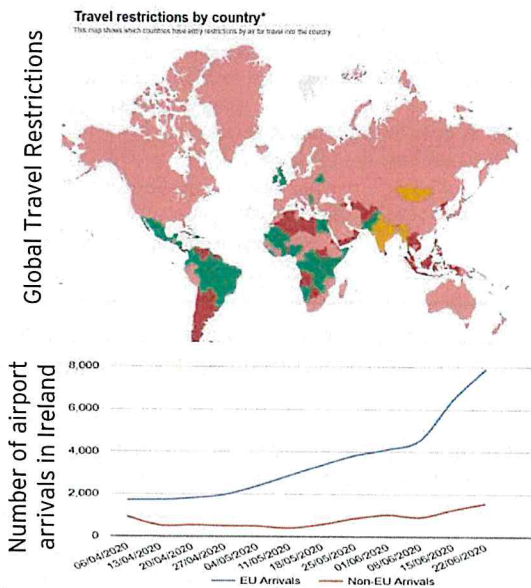 Global Travel Restrictions
Travel restrictions by country*
This map shows which countries have entry restrictions by air for travel into the country
Number of airport
arrivals in Ireland
8,000
6,000
4,000
2,000
0
06/04/2020
13/04/2020
20/04/2020
27/04/2020
04/05/2020
11/05/2020
18/05/2020
25/05/2020
01/06/2020
08/06/2020
15/06/2020
22/06/2020
EU Arrivals
Non-EU Arrivals